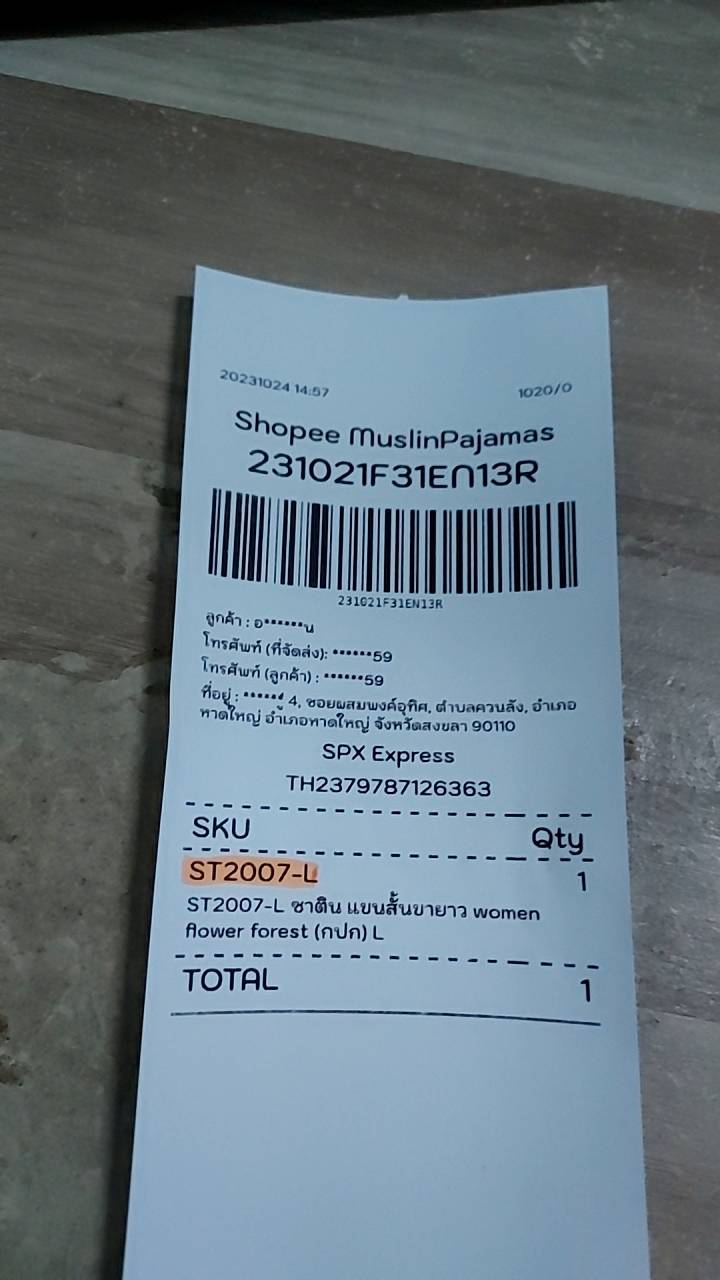 20231024 14:57
1020/0
Shopee MuslinPajamas
231021F31EN13R
231021F31EN13R
ลูกค้า : อ******น
โทรศัพท์ (ที่จัดส่ง): ******59
โทรศัพท์ (ลูกค้า) : ******59
ที่อยู่ : ****** 4, ซอยผสมพงค์อุทิศ, ตำบลควนลัง, อำเภอ
หาดใหญ่ อำเภอหาดใหญ่ จังหวัดสงขลา 90110
SPX Express
TH2379787126363
SKU Qty
ST2007-L 1
ST2007-L ซาติน แขนสั้นขายาว women
flower forest (กปก) L
TOTAL 1